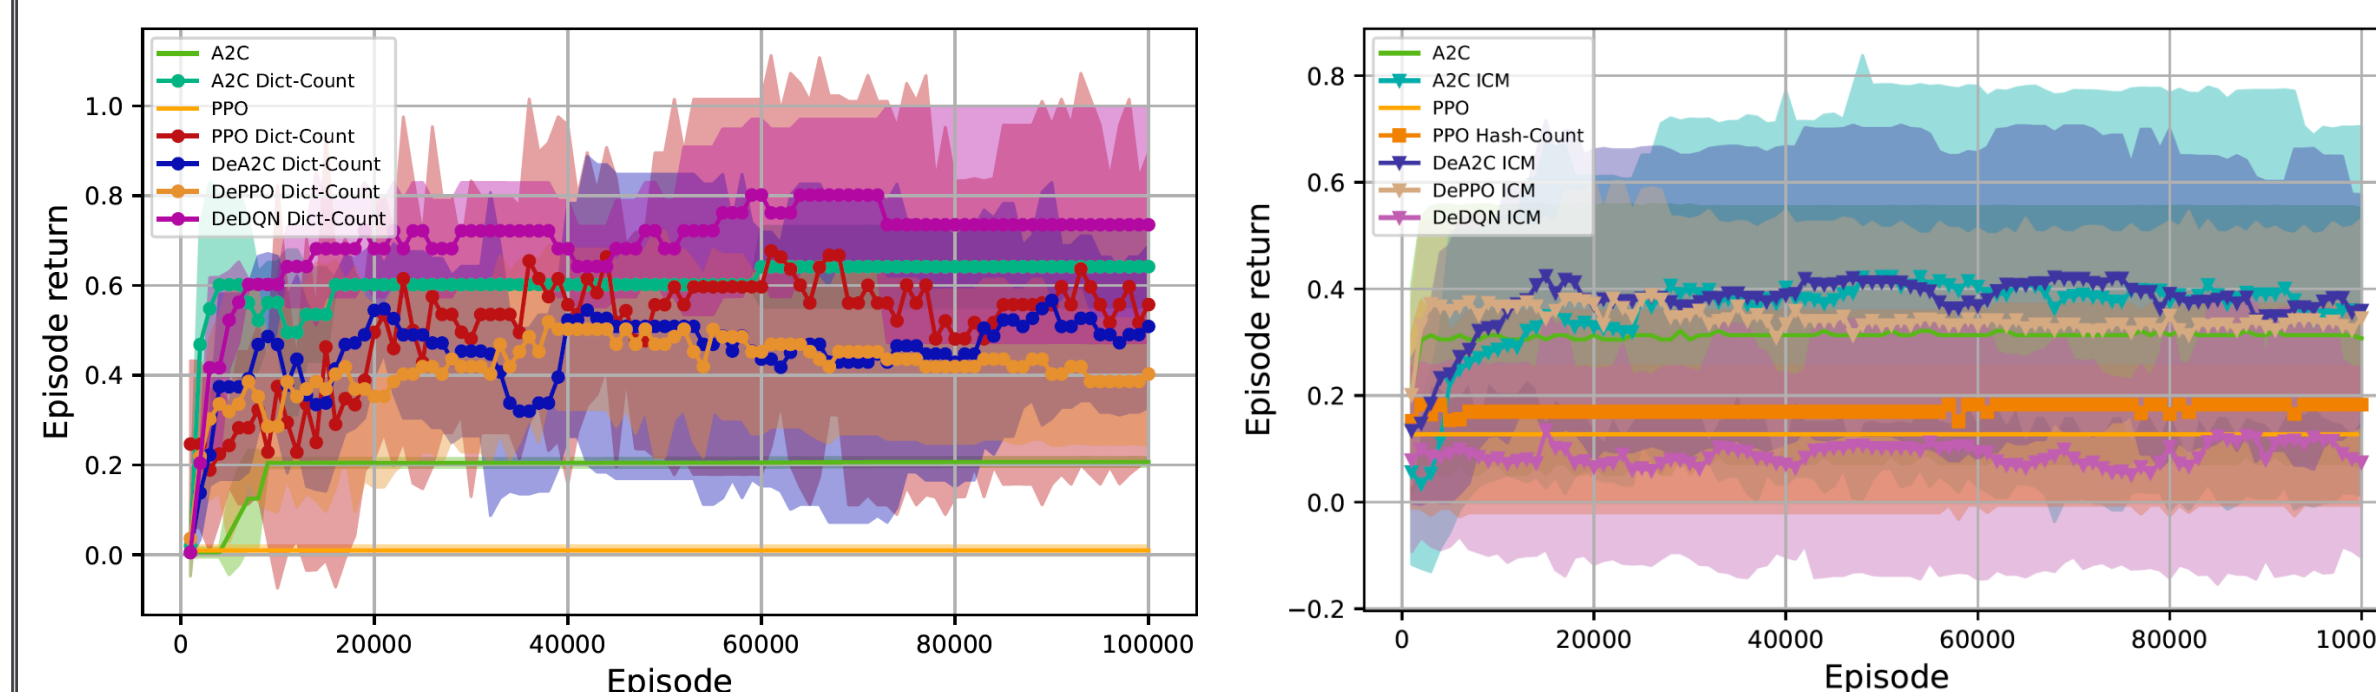 A2C
A2C Dict-Count
PPO
PPO Dict-Count
DeA2C Dict-Count
DePPO Dict-Count
DeDQN Dict-Count
1.0
0.8
0.6
0.4
0.2
0.0
Episode return
0 20000 40000 60000 80000 100000
Episode
A2C
A2C ICM
PPO
PPO Hash-Count
DeA2C ICM
DePPO ICM
DeDQN ICM
0.8
0.6
0.4
0.2
0.0
−0.2
Episode return
0 20000 40000 60000 80000 1000
Episode